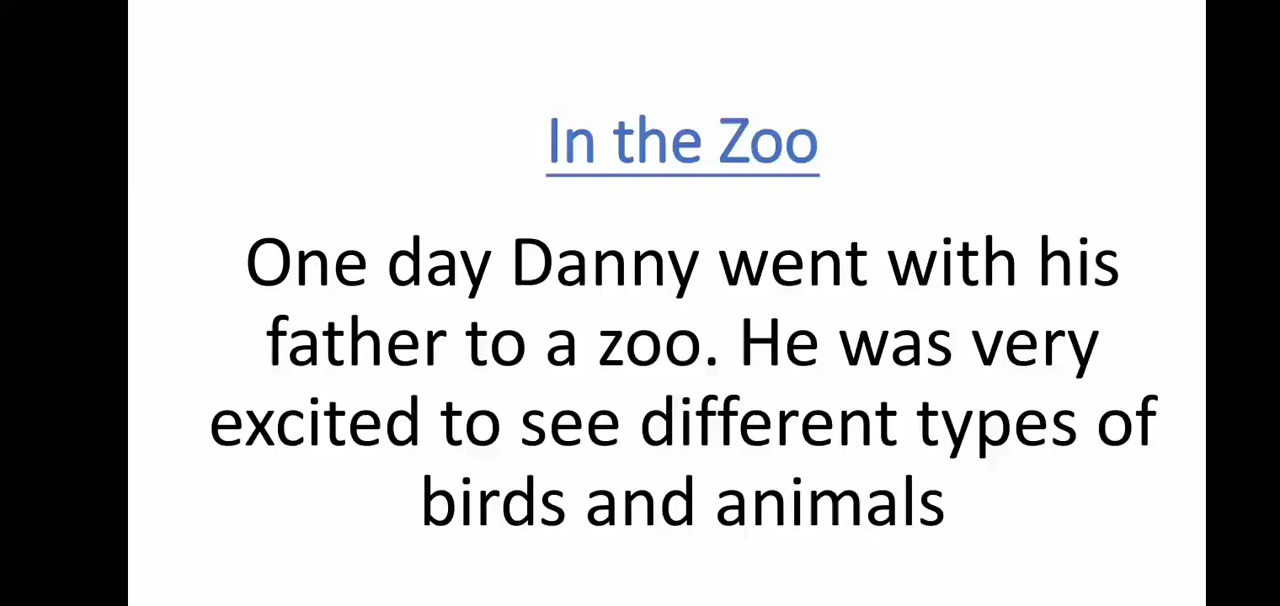 In the Zoo
One day Danny went with his
father to a zoo. He was very
excited to see different types of
birds and animals